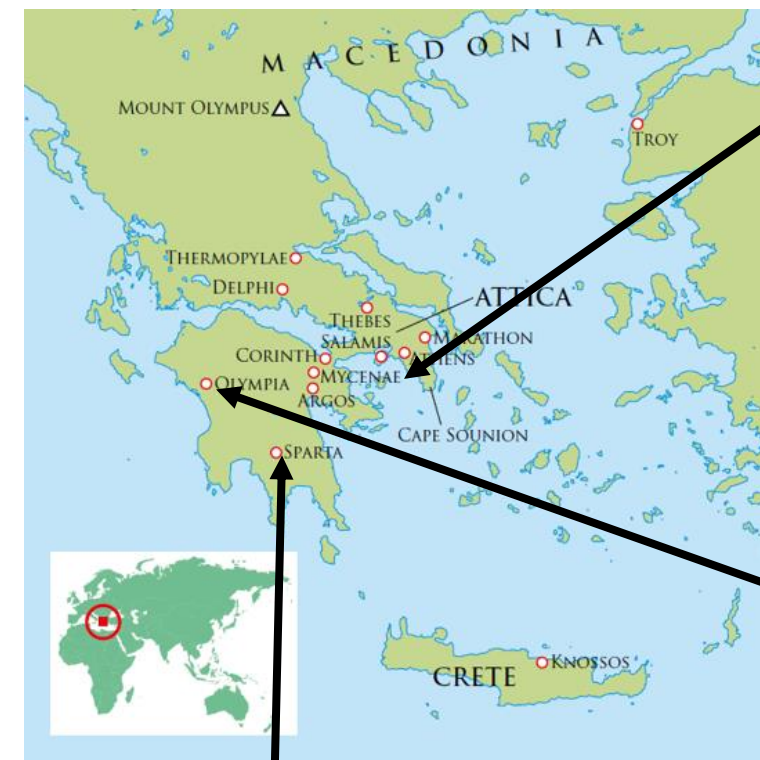 MACEDONIA
MOUNT OLYMPUS
TROY
THERMOPYLAE
DELPHI
ATTICA
THEBES
SALAMIS
MARATHON
CORINTH
ATHENS
MYCENAE
OLYMPIA
ARGOS
CAPE SOUNION
SPARTA
KNOSSOS
CRETE